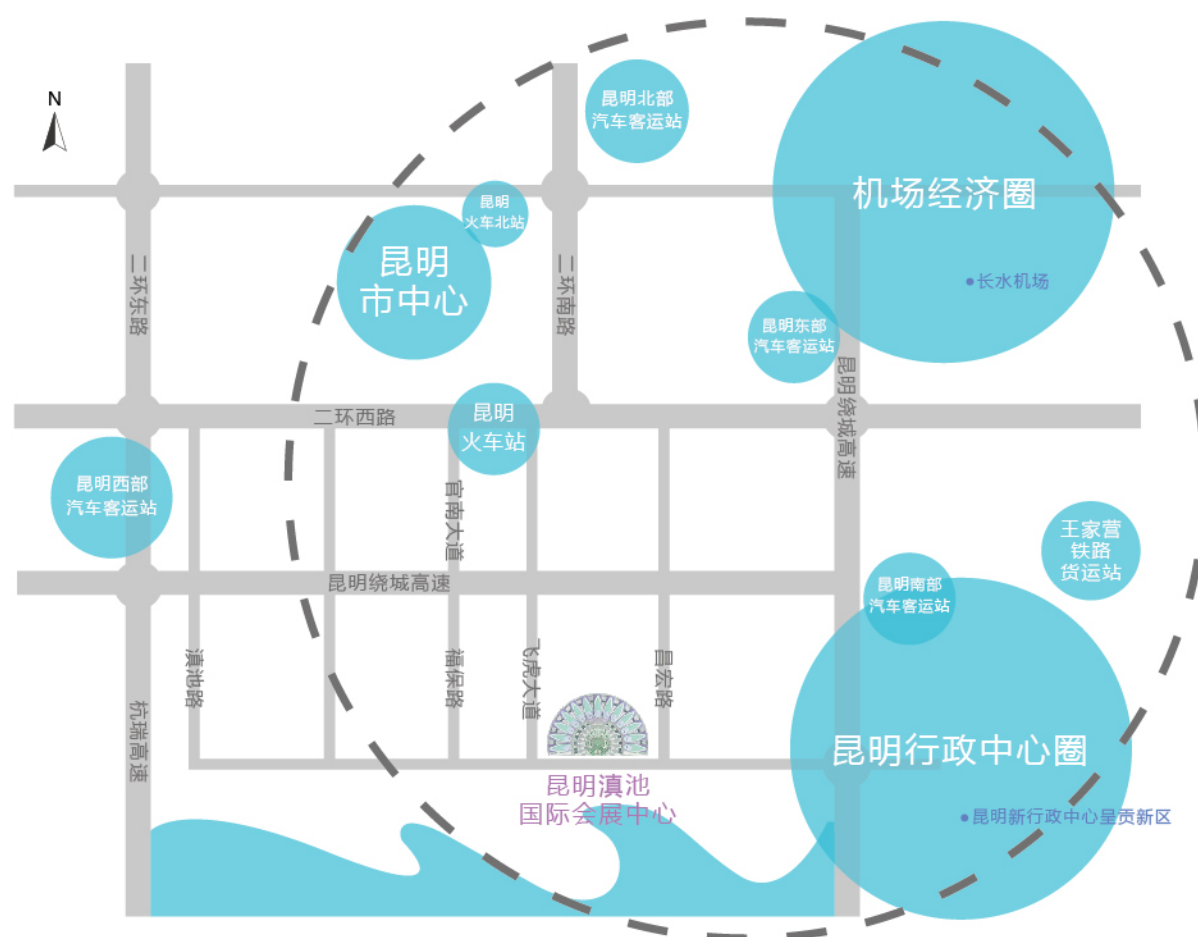 N
昆明北部
汽车客运站
机场经济圈
昆明
火车北站
昆明
市中心
二环东路
二环南路
长水机场
昆明东部
汽车客运站
昆明绕城高速
二环西路
昆明
火车站
昆明西部
汽车客运站
官南大道
王家营
铁路
货运站
昆明绕城高速
昆明南部
汽车客运站
滇池路
福保路
飞虎大道
昌宏路
杭瑞高速
昆明行政中心圈
昆明滇池
国际会展中心
昆明新行政中心呈贡新区